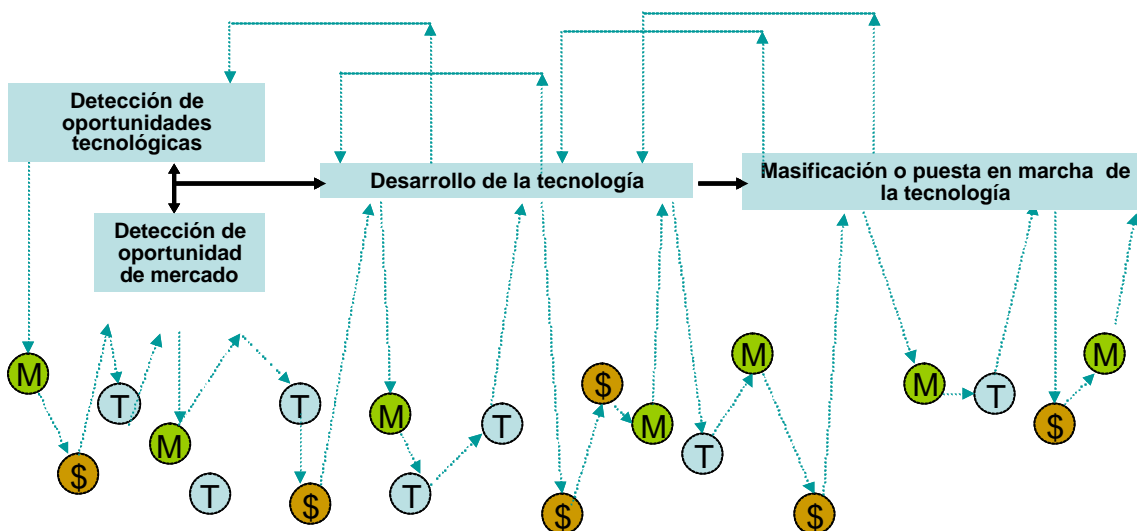 Detección de
oportunidades
tecnológicas
Desarrollo de la tecnología
Masificación o puesta en marcha de
la tecnología
Detección de
oportunidad
de mercado
M
$
T
M
T
T
$
M
T
T
$
$
M
T
M
$
M
T
$
M